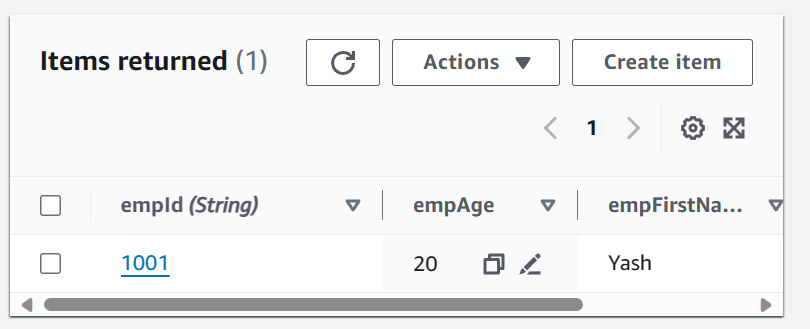 Items returned (1)
Actions
Create item
1
empId (String)
empAge
empFirstNa...
1001
20
Yash